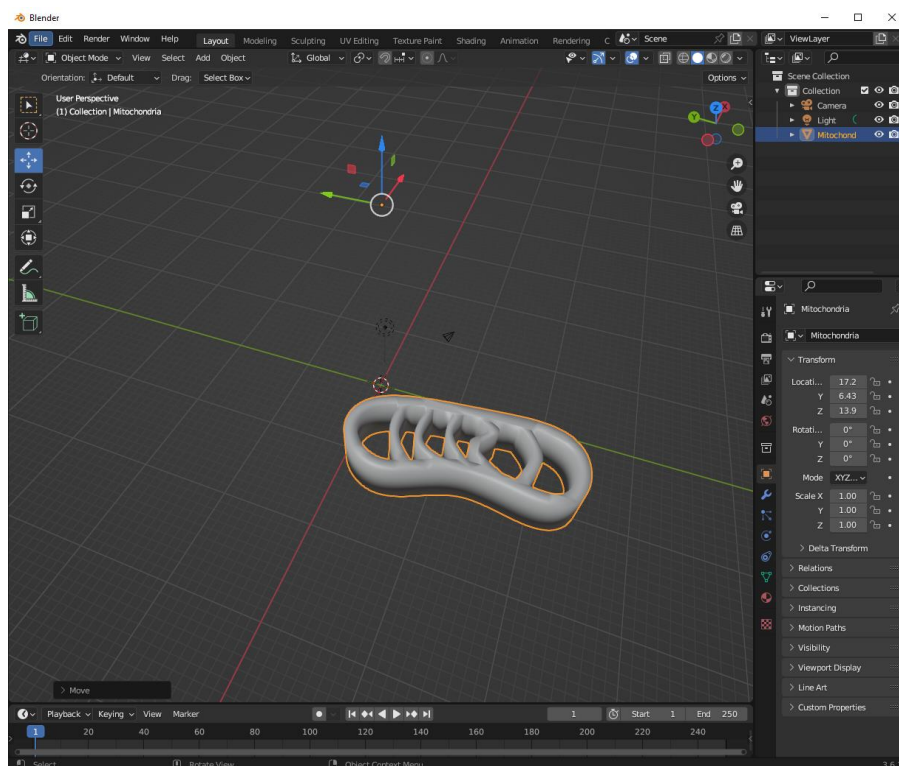 Blender
File Edit Render Window Help Layout Modeling Sculpting UV Editing Texture Paint Shading Animation Rendering C Scene ViewLayer
Object Mode View Select Add Object Global
Orientation: Default Drag: Select Box Options
User Perspective
(1) Collection | Mitochondria
Z
Y
Scene Collection
Collection
Camera
Light
Mitochond
Mitochondria
Mitochondria
Transform
Locati... 17.2
Y 6.43
Z 13.9
Rotati... 0°
Y 0°
Z 0°
Mode XYZ...
Scale X 1.00
Y 1.00
Z 1.00
Delta Transform
Relations
Collections
Instancing
Motion Paths
Visibility
Viewport Display
Line Art
Custom Properties
Move
Playback Keying View Marker 1 Start 1 End 250
1 20 40 60 80 100 120 140 160 180 200 220 240
Select Rotate View Object Context Menu 3.6